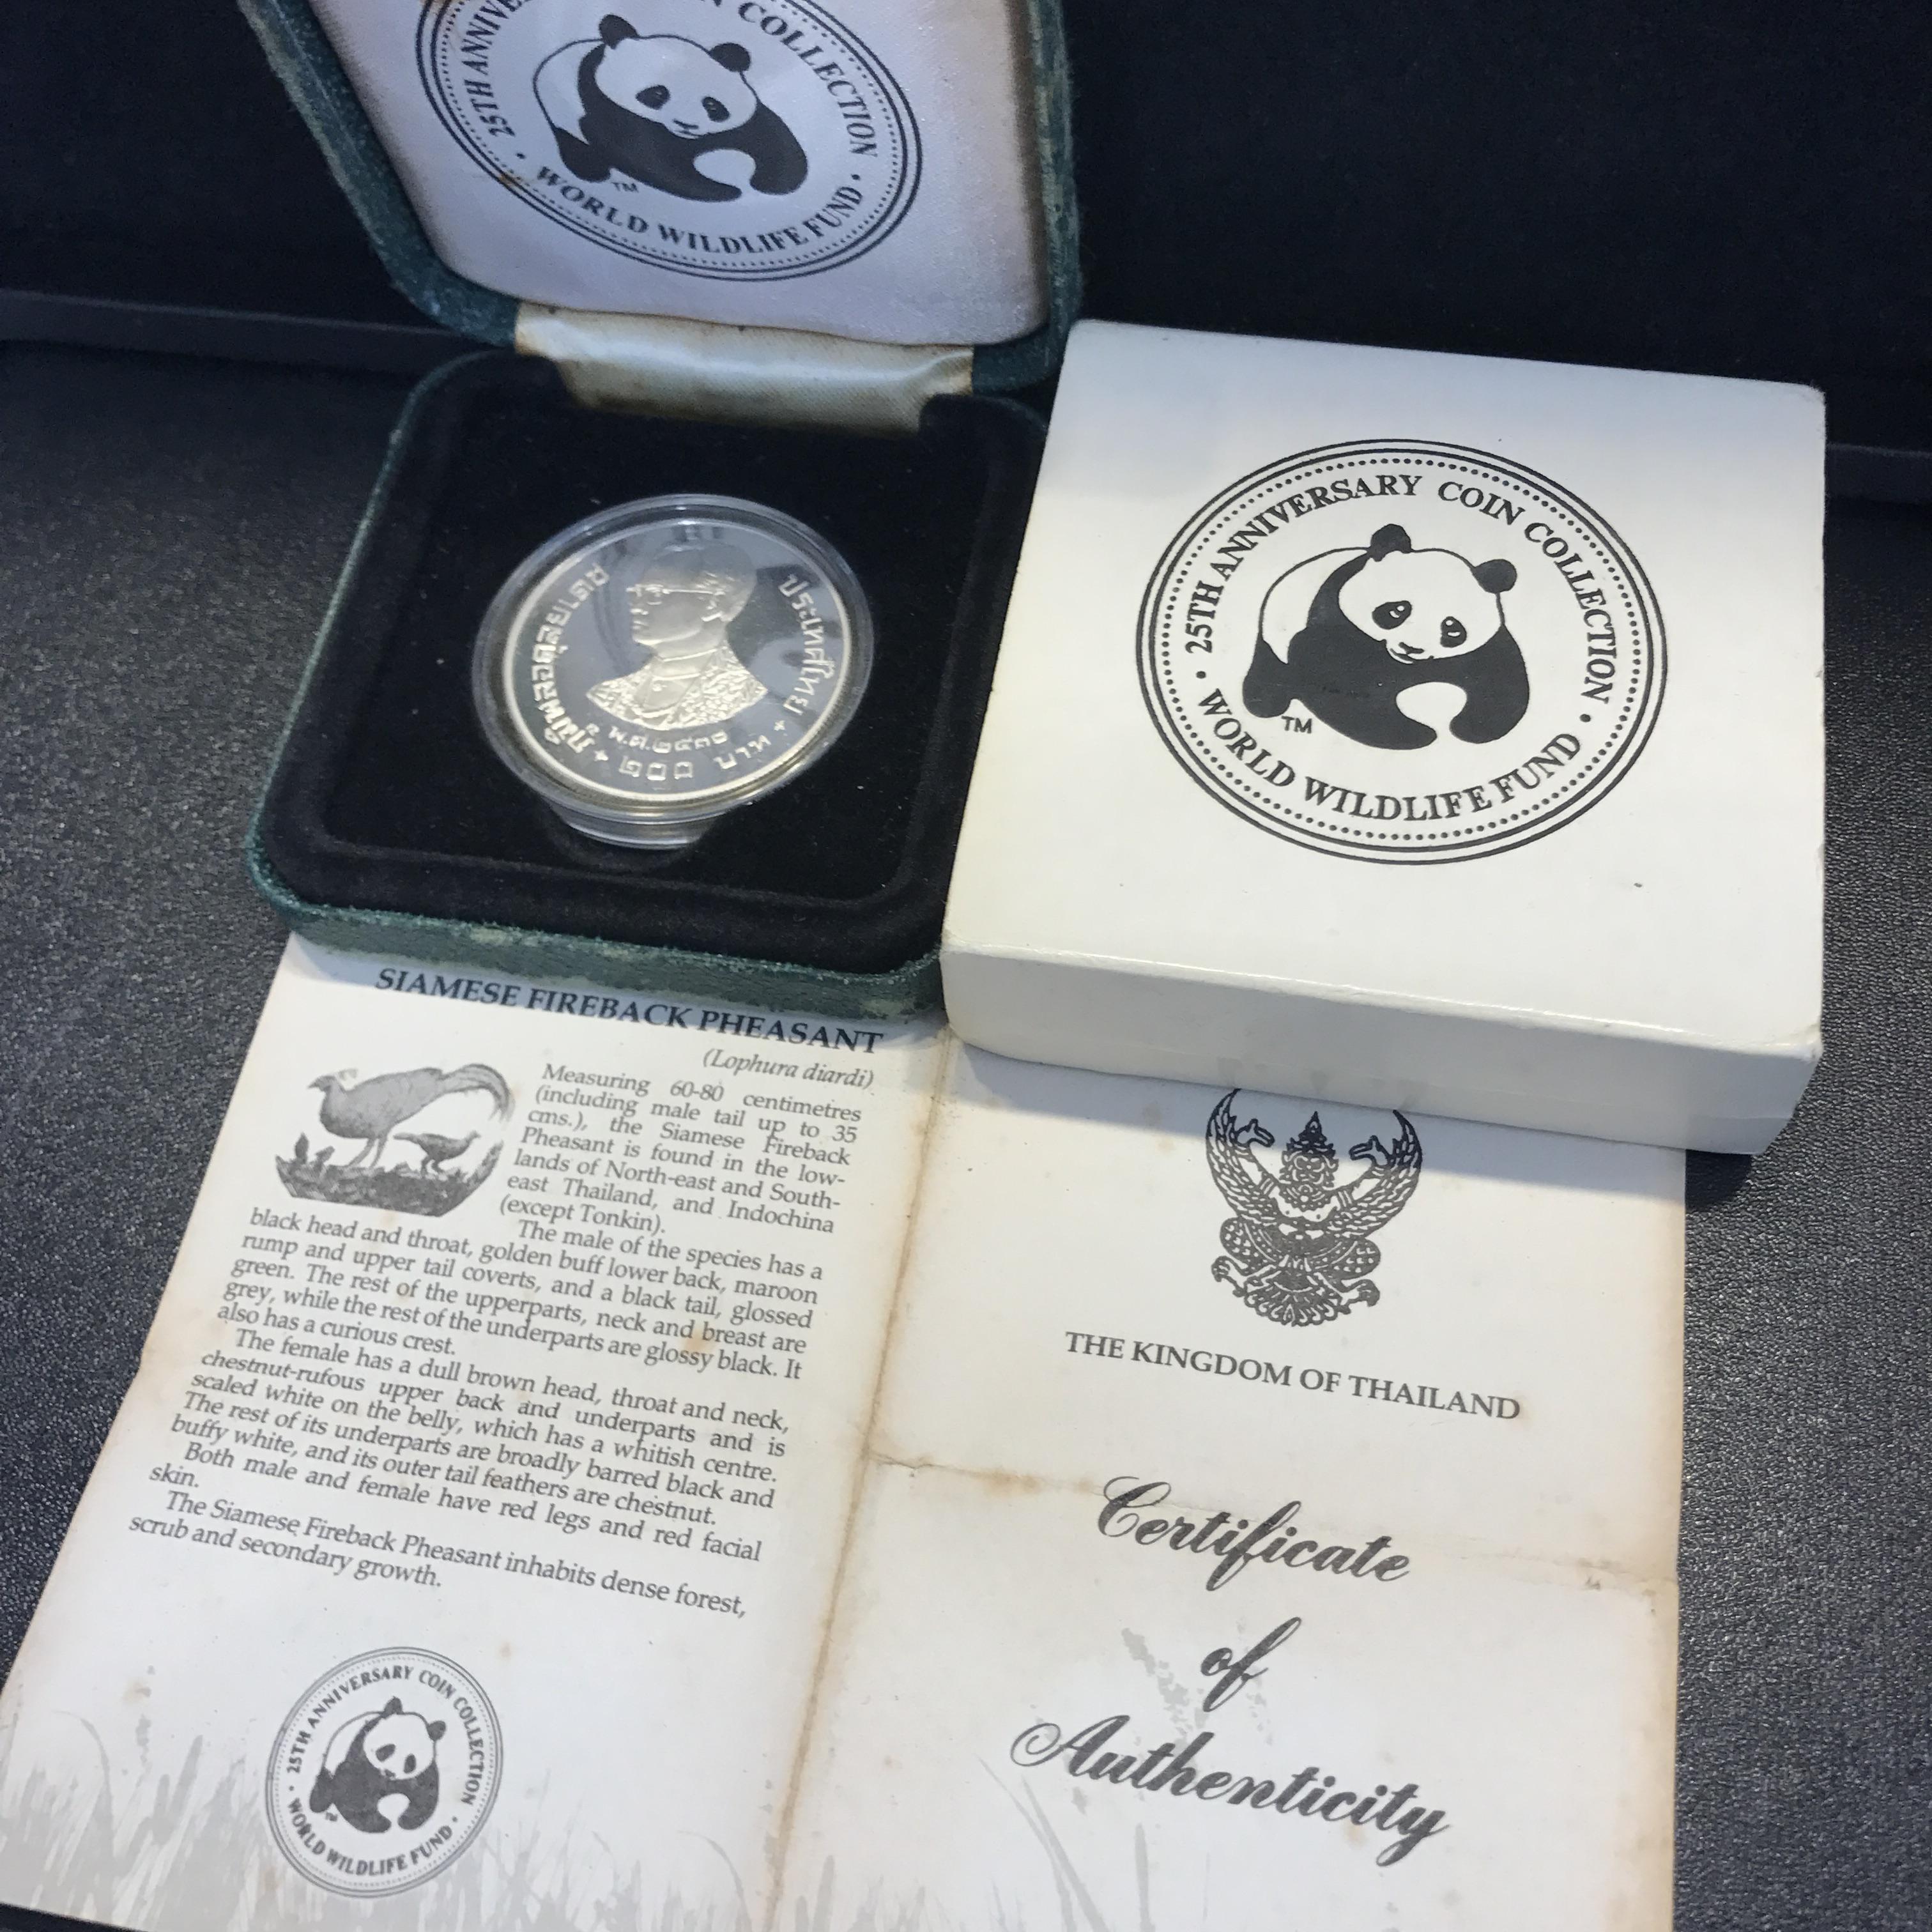 25TH ANNIVERSARY COIN COLLECTION
• WORLD WILDLIFE FUND •
TM
ภูมิพลอดุลยเดช
ประเทศไทย
พ.ศ.๒๕๓๐
๒๐๐ บาท
25TH ANNIVERSARY COIN COLLECTION
• WORLD WILDLIFE FUND •
TM
SIAMESE FIREBACK PHEASANT
(Lophura diardi)
Measuring 60-80 centimetres
(including male tail up to 35
cms.), the Siamese Fireback
Pheasant is found in the low-
lands of North-east and South-
east Thailand, and Indochina
(except Tonkin).
The male of the species has a
black head and throat, golden buff lower back, maroon
rump and upper tail coverts, and a black tail, glossed
green. The rest of the upperparts, neck and breast are
grey, while the rest of the underparts are glossy black. It
also has a curious crest.
The female has a dull brown head, throat and neck,
chestnut-rufous upper back and underparts and is
scaled white on the belly, which has a whitish centre.
The rest of its underparts are broadly barred black and
buffy white, and its outer tail feathers are chestnut.
Both male and female have red legs and red facial
skin.
The Siamese Fireback Pheasant inhabits dense forest,
scrub and secondary growth.
25TH ANNIVERSARY COIN COLLECTION
• WORLD WILDLIFE FUND •
TM
THE KINGDOM OF THAILAND
Certificate
of
Authenticity